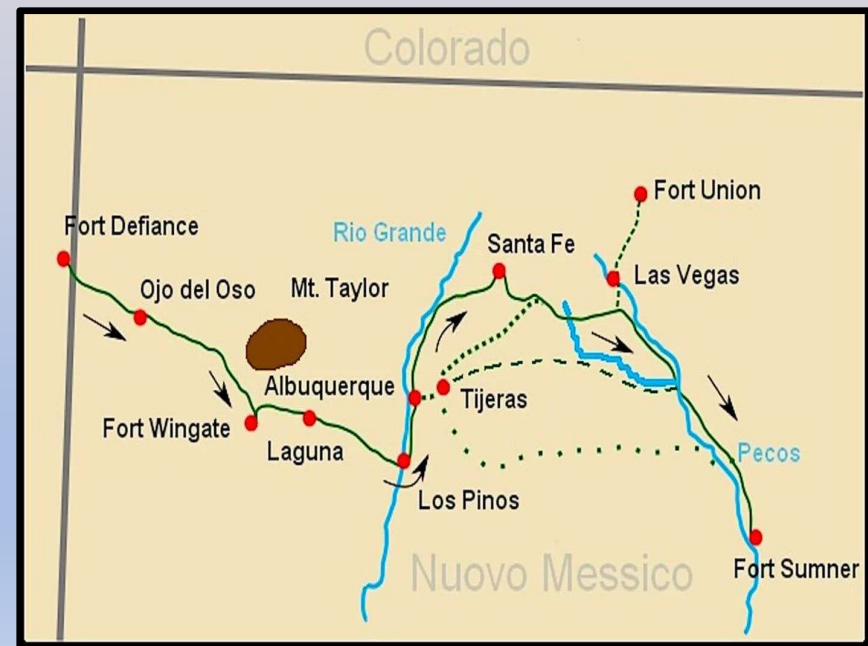 Colorado
Fort Union
Fort Defiance
Rio Grande
Santa Fe
Las Vegas
Ojo del Oso
Mt. Taylor
Albuquerque
Tijeras
Fort Wingate
Laguna
Pecos
Los Pinos
Nuovo Messico
Fort Sumner